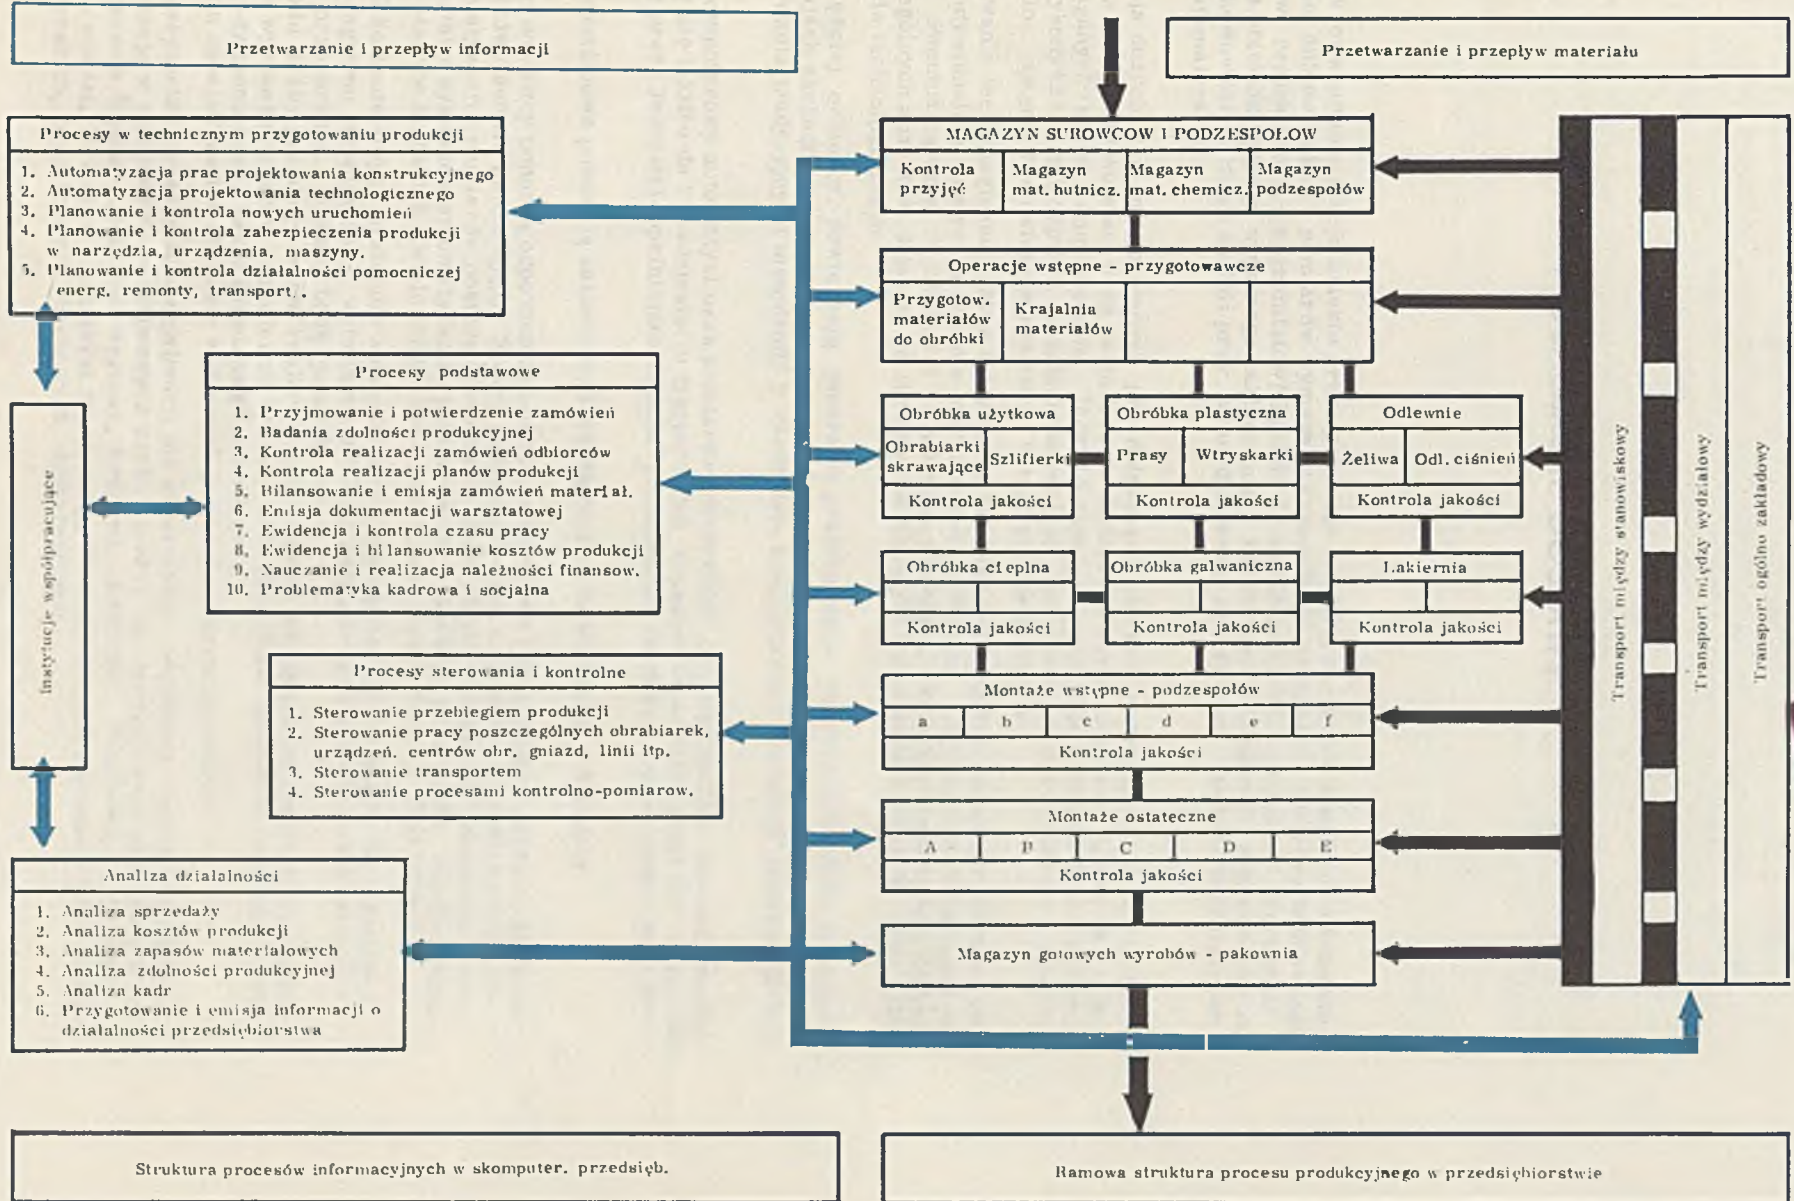 Przetwarzanie i przepływ informacji
Przetwarzanie i przepływ materiału
Procesy w technicznym przygotowaniu produkcji
1. Automatyzacja prac projektowania konstrukcyjnego
2. Automatyzacja projektowania technologicznego
3. Planowanie i kontrola nowych uruchomień
4. Planowanie i kontrola zabezpieczenia produkcji
w narzędzia, urządzenia, maszyny.
5. Planowanie i kontrola działalności pomocniczej
energ. remonty, transport..
Instytucje współpracujące
Procesy podstawowe
1. Przyjmowanie i potwierdzenie zamówień
2. Badania zdolności produkcyjnej
3. Kontrola realizacji zamówień odbiorców
4. Kontrola realizacji planów produkcji
5. Bilansowanie i emisja zamówień materiał.
6. Emisja dokumentacji warsztatowej
7. Ewidencja i kontrola czasu pracy
8. Ewidencja i bilansowanie kosztów produkcji
9. Nauczanie i realizacja należności finansow.
10. Problematyka kadrowa i socjalna
Procesy sterowania i kontrolne
1. Sterowanie przebiegiem produkcji
2. Sterowanie pracy poszczególnych obrabiarek,
urządzeń. centrów obr. gniazd, linii itp.
3. Sterowanie transportem
4. Sterowanie procesami kontrolno-pomiarow.
Analiza działalności
1. Analiza sprzedaży
2. Analiza kosztów produkcji
3. Analiza zapasów materiałowych
4. Analiza zdolności produkcyjnej
5. Analiza kadr
6. Przygotowanie i emisja informacji o
działalności przedsiębiorstwa
MAGAZYN SUROWCOW I PODZESPOŁOW
Kontrola
przyjęć
Magazyn
mat. hutnicz.
Magazyn
mat. chemicz.
Magazyn
podzespołów
Operacje wstępne - przygotowawcze
Przygotow.
materiałów
do obróbki
Krajalnia
materiałów
Obróbka użytkowa
Obrabiarki
skrawające
Szlifierki
Kontrola jakości
Obróbka plastyczna
Prasy
Wtryskarki
Kontrola jakości
Odlewnie
Żeliwa
Odl. ciśnień
Kontrola jakości
Obróbka cieplna
Kontrola jakości
Obróbka galwaniczna
Kontrola jakości
Lakiernia
Kontrola jakości
Montaże wstępne - podzespołów
a b c d e f
Kontrola jakości
Montaże ostateczne
A B C D E
Kontrola jakości
Magazyn gotowych wyrobów - pakownia
Transport między stanowiskowy
Transport między wydziałowy
Transport ogólno zakładowy
Struktura procesów informacyjnych w skomputer. przedsięb.
Ramowa struktura procesu produkcyjnego w przedsiębiorstwie